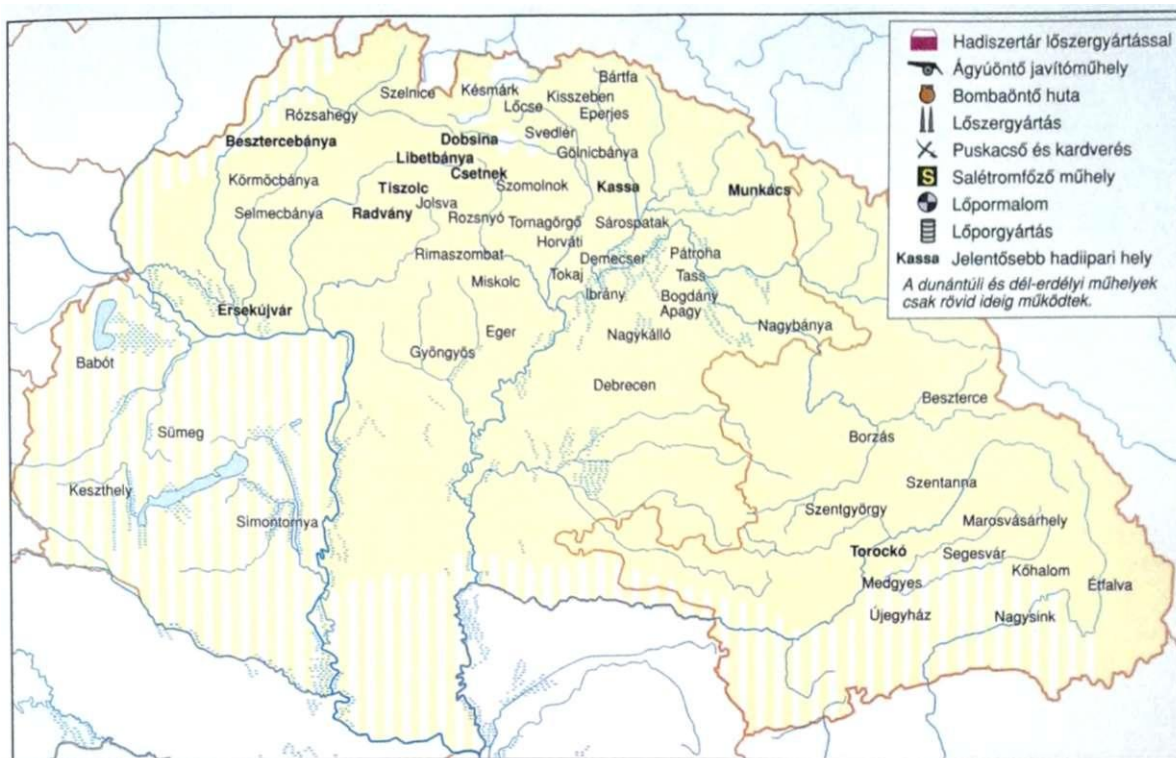 Hadiszertár lőszergyártással
Ágyúöntő javítóműhely
Bombaöntő huta
Lőszergyártás
Puskacső és kardverés
S Salétromfőző műhely
Lőpormalom
Lőporgyártás
Kassa Jelentősebb hadiipari hely
A dunántúli és dél-erdélyi műhelyek
csak rövid ideig működtek.
Bártfa
Szelnice
Késmárk
Kisszeben
Lőcse
Eperjes
Rózsahegy
Svedlér
Besztercebánya
Dobsina
Gölnicbánya
Libetbánya
Csetnek
Körmöcbánya
Tiszolc
Szomolnok
Kassa
Munkács
Jolsva
Selmecbánya
Radvány
Rozsnyó
Tornagörgő
Sárospatak
Horváti
Rimaszombat
Demecser
Pátroha
Miskolc
Tokaj
Tass
Ibrány
Bogdány
Apagy
Érsekújvár
Nagybánya
Eger
Nagykálló
Gyöngyös
Babót
Debrecen
Beszterce
Sümeg
Borzás
Keszthely
Szentanna
Simontornya
Szentgyörgy
Marosvásárhely
Torockó
Segesvár
Kőhalom
Medgyes
Étfalva
Újegyház
Nagysink